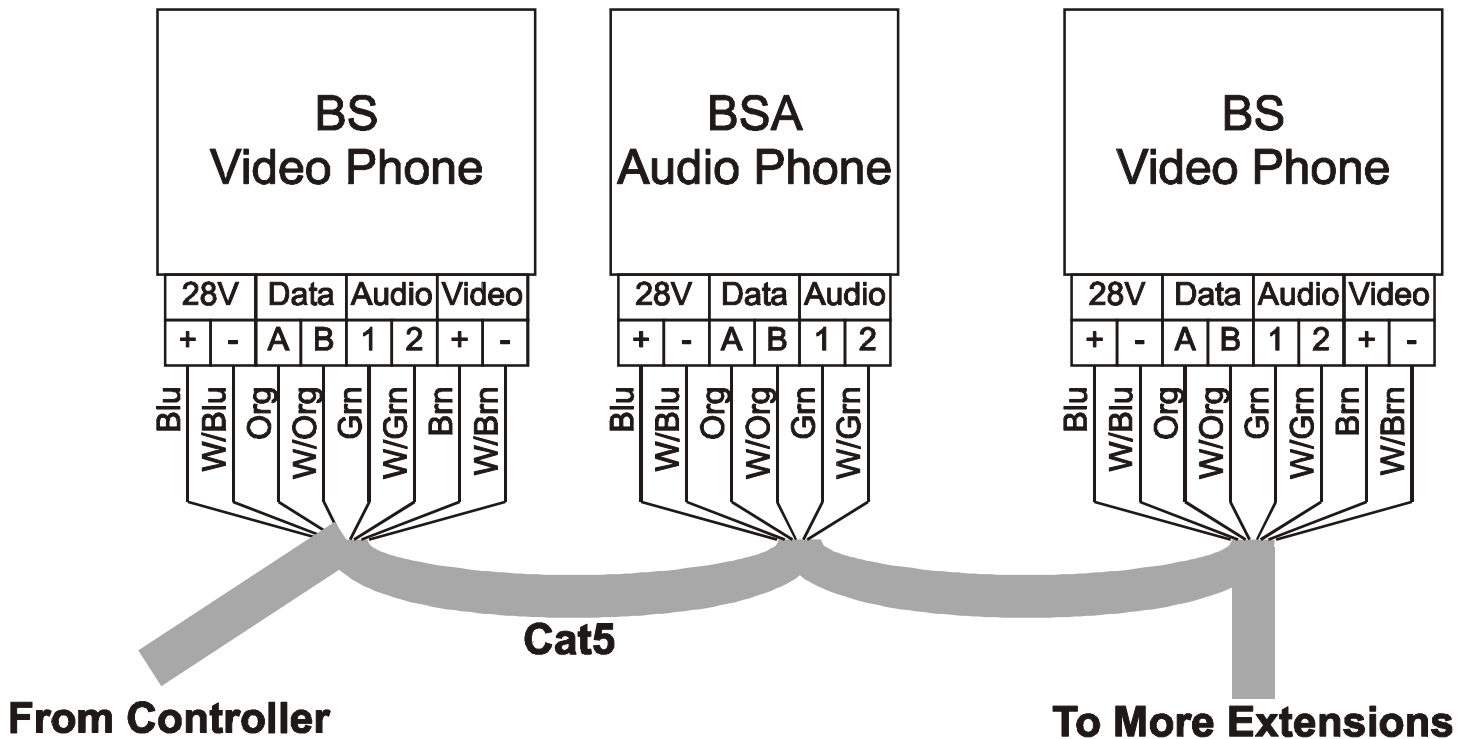 BS
Video Phone
BSA
Audio Phone
BS
Video Phone
28V Data Audio Video
+ - A B 1 2 + -
28V Data Audio
+ - A B 1 2
28V Data Audio Video
+ - A B 1 2 + -
Blu W/Blu Org W/Org Grn W/Grn Brn W/Brn
Blu W/Blu Org W/Org Grn W/Grn
Blu W/Blu Org W/Org Grn W/Grn Brn W/Brn
Cat5
From Controller
To More Extensions